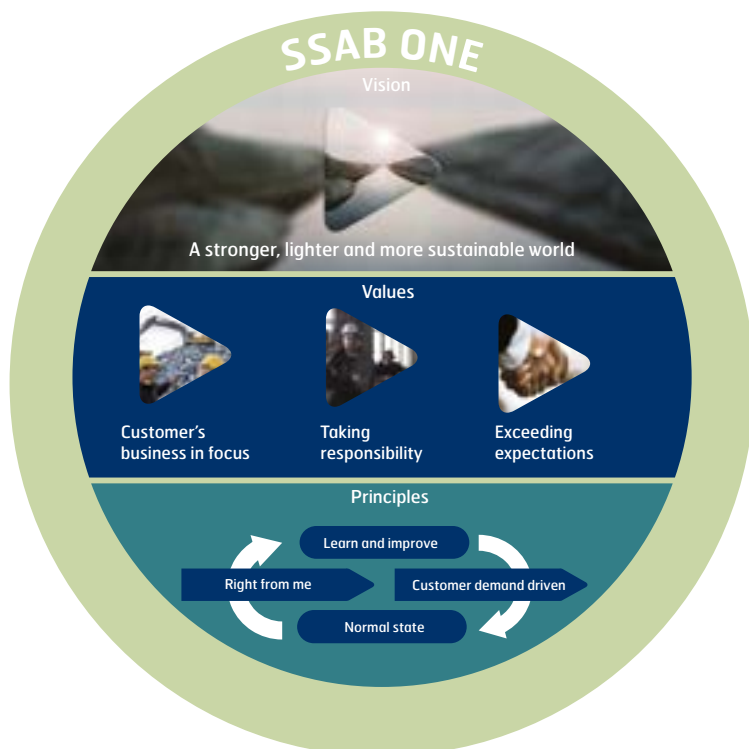 SSAB ONE
Vision
A stronger, lighter and more sustainable world
Values
Customer's
business in focus
Taking
responsibility
Exceeding
expectations
Principles
Learn and improve
Right from me
Customer demand driven
Normal state